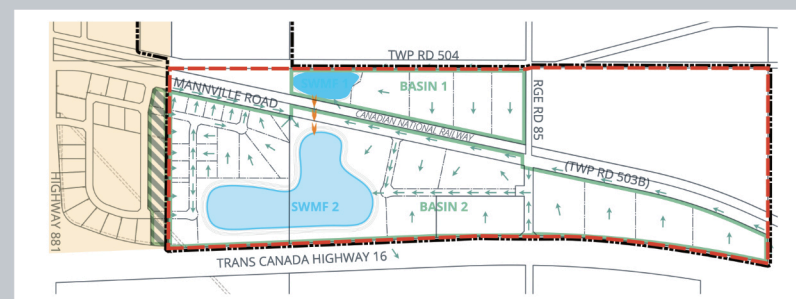 TWP RD 504
SWMF 1
BASIN 1
MANNVILLE ROAD
CANADIAN NATIONAL RAILWAY
RGE RD 85
(TWP RD 503B)
HIGHWAY 881
SWMF 2
BASIN 2
TRANS CANADA HIGHWAY 16